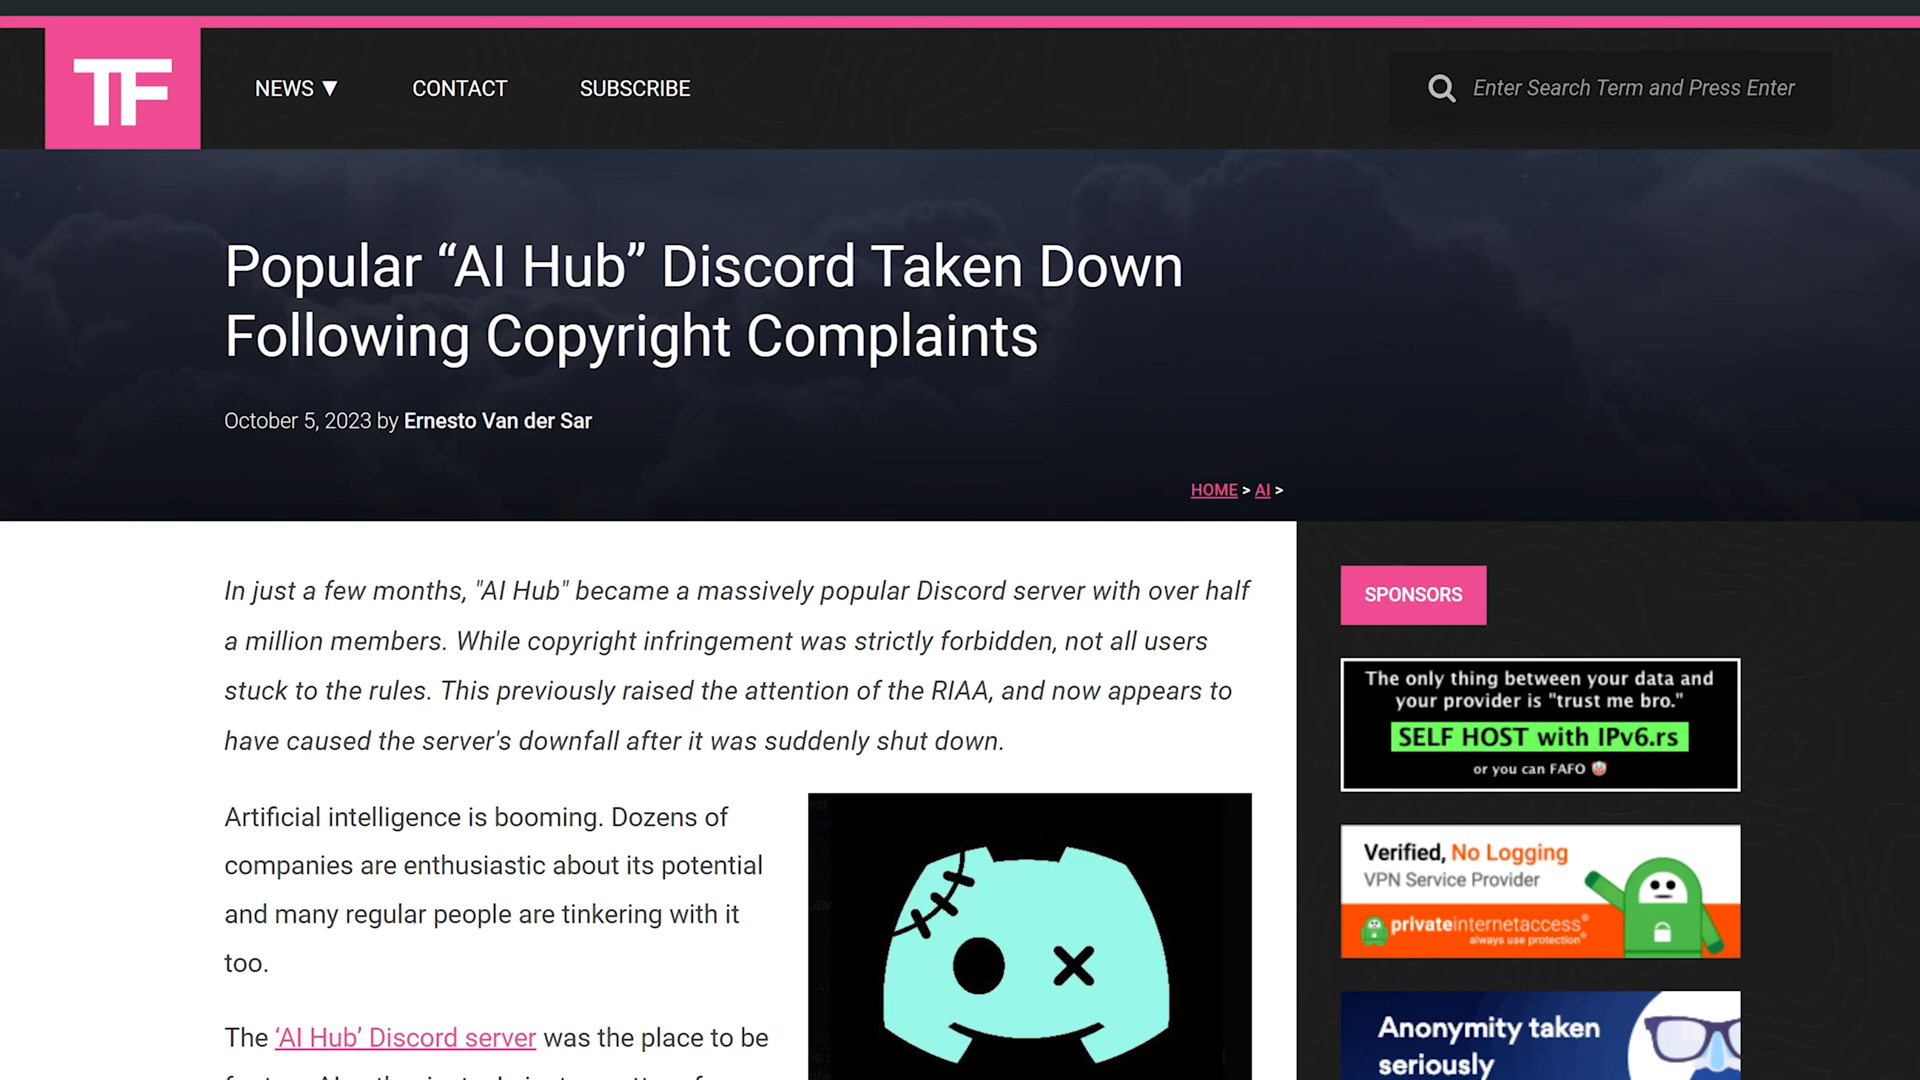 TF
NEWS ▼
CONTACT
SUBSCRIBE
Enter Search Term and Press Enter
Popular “AI Hub” Discord Taken Down
Following Copyright Complaints
October 5, 2023 by Ernesto Van der Sar
HOME > AI >
In just a few months, "AI Hub" became a massively popular Discord server with over half
a million members. While copyright infringement was strictly forbidden, not all users
stuck to the rules. This previously raised the attention of the RIAA, and now appears to
have caused the server's downfall after it was suddenly shut down.
Artificial intelligence is booming. Dozens of
companies are enthusiastic about its potential
and many regular people are tinkering with it
too.
The ‘AI Hub’ Discord server was the place to be
SPONSORS
The only thing between your data and
your provider is "trust me bro."
SELF HOST with IPv6.rs
or you can FAFO
Verified, No Logging
VPN Service Provider
privateinternetaccess®
always use protection®
Anonymity taken
seriously